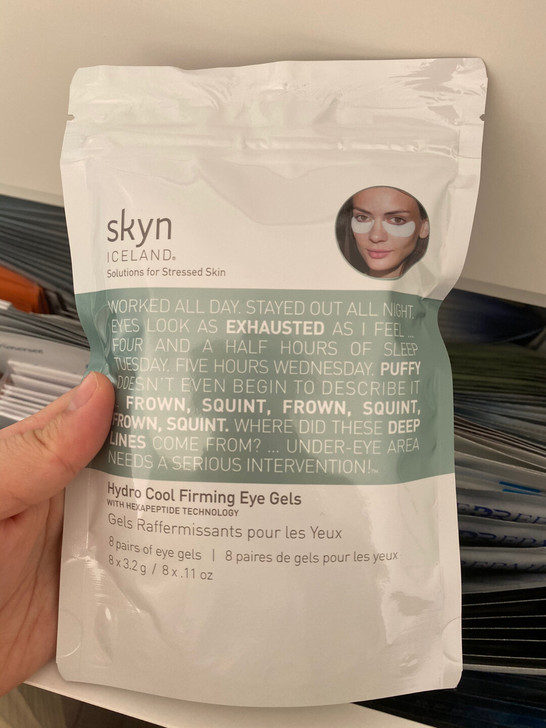 skyn
ICELAND®
Solutions for Stressed Skin
WORKED ALL DAY. STAYED OUT ALL NIGHT.
EYES LOOK AS EXHAUSTED AS I FEEL ...
FOUR AND A HALF HOURS OF SLEEP
TUESDAY. FIVE HOURS WEDNESDAY. PUFFY
DOESN'T EVEN BEGIN TO DESCRIBE IT
FROWN, SQUINT, FROWN, SQUINT,
FROWN, SQUINT. WHERE DID THESE DEEP
LINES COME FROM? ... UNDER-EYE AREA
NEEDS A SERIOUS INTERVENTION!™
Hydro Cool Firming Eye Gels
WITH HEXAPEPTIDE TECHNOLOGY
Gels Raffermissants pour les Yeux
8 pairs of eye gels | 8 paires de gels pour les yeux
8 x 3.2 g / 8 x .11 oz